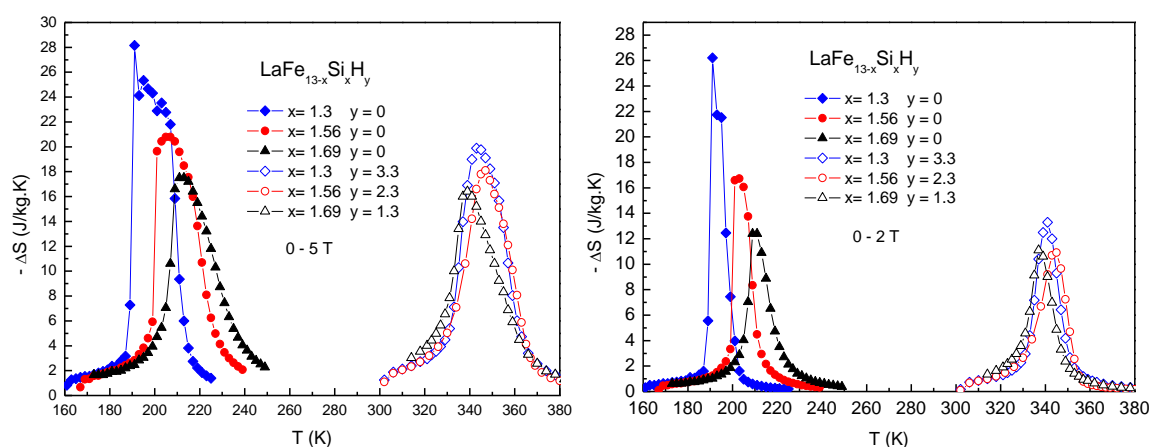 30
28
26
24
22
20
18
16
14
12
10
8
6
4
2
0
- ΔS (J/kg.K)
LaFe13-xSixHy
x= 1.3 y = 0
x= 1.56 y = 0
x= 1.69 y = 0
x= 1.3 y = 3.3
x= 1.56 y = 2.3
x= 1.69 y = 1.3
0 - 5 T
160 180 200 220 240 260 280 300 320 340 360 380
T (K)
28
26
24
22
20
18
16
14
12
10
8
6
4
2
0
- ΔS (J/kg.K)
LaFe13-xSixHy
x= 1.3 y = 0
x= 1.56 y = 0
x= 1.69 y = 0
x= 1.3 y = 3.3
x= 1.56 y = 2.3
x= 1.69 y = 1.3
0 - 2 T
160 180 200 220 240 260 280 300 320 340 360 380
T (K)